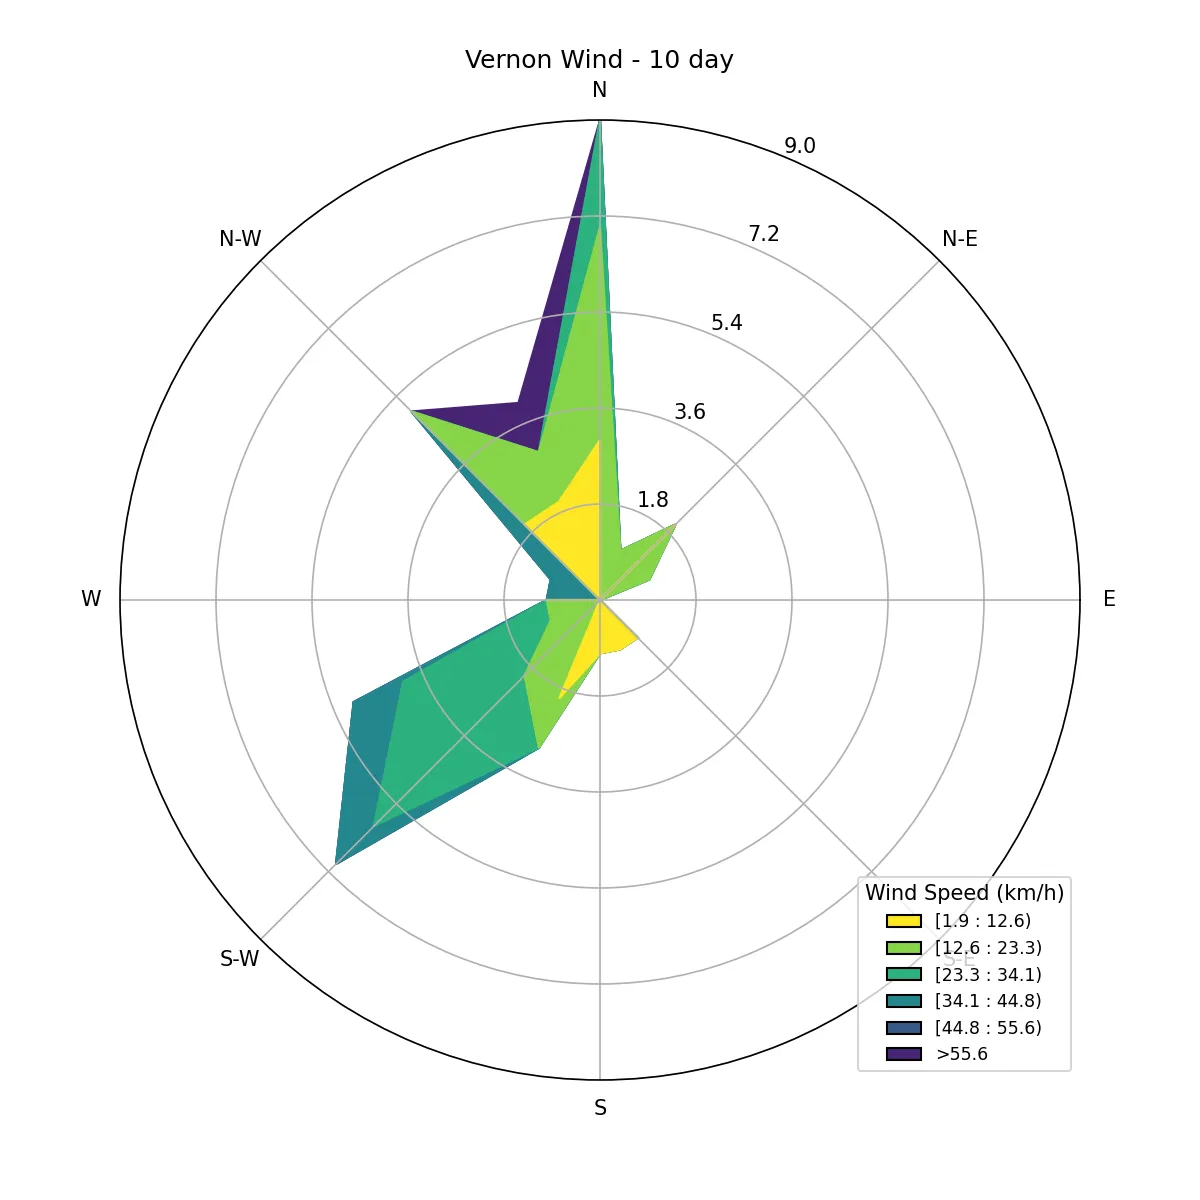 Vernon Wind - 10 day
N
9.0
N-W
N-E
7.2
5.4
3.6
1.8
W
E
S-W
S-E
S
Wind Speed (km/h)
[1.9 : 12.6)
[12.6 : 23.3)
[23.3 : 34.1)
[34.1 : 44.8)
[44.8 : 55.6)
>55.6